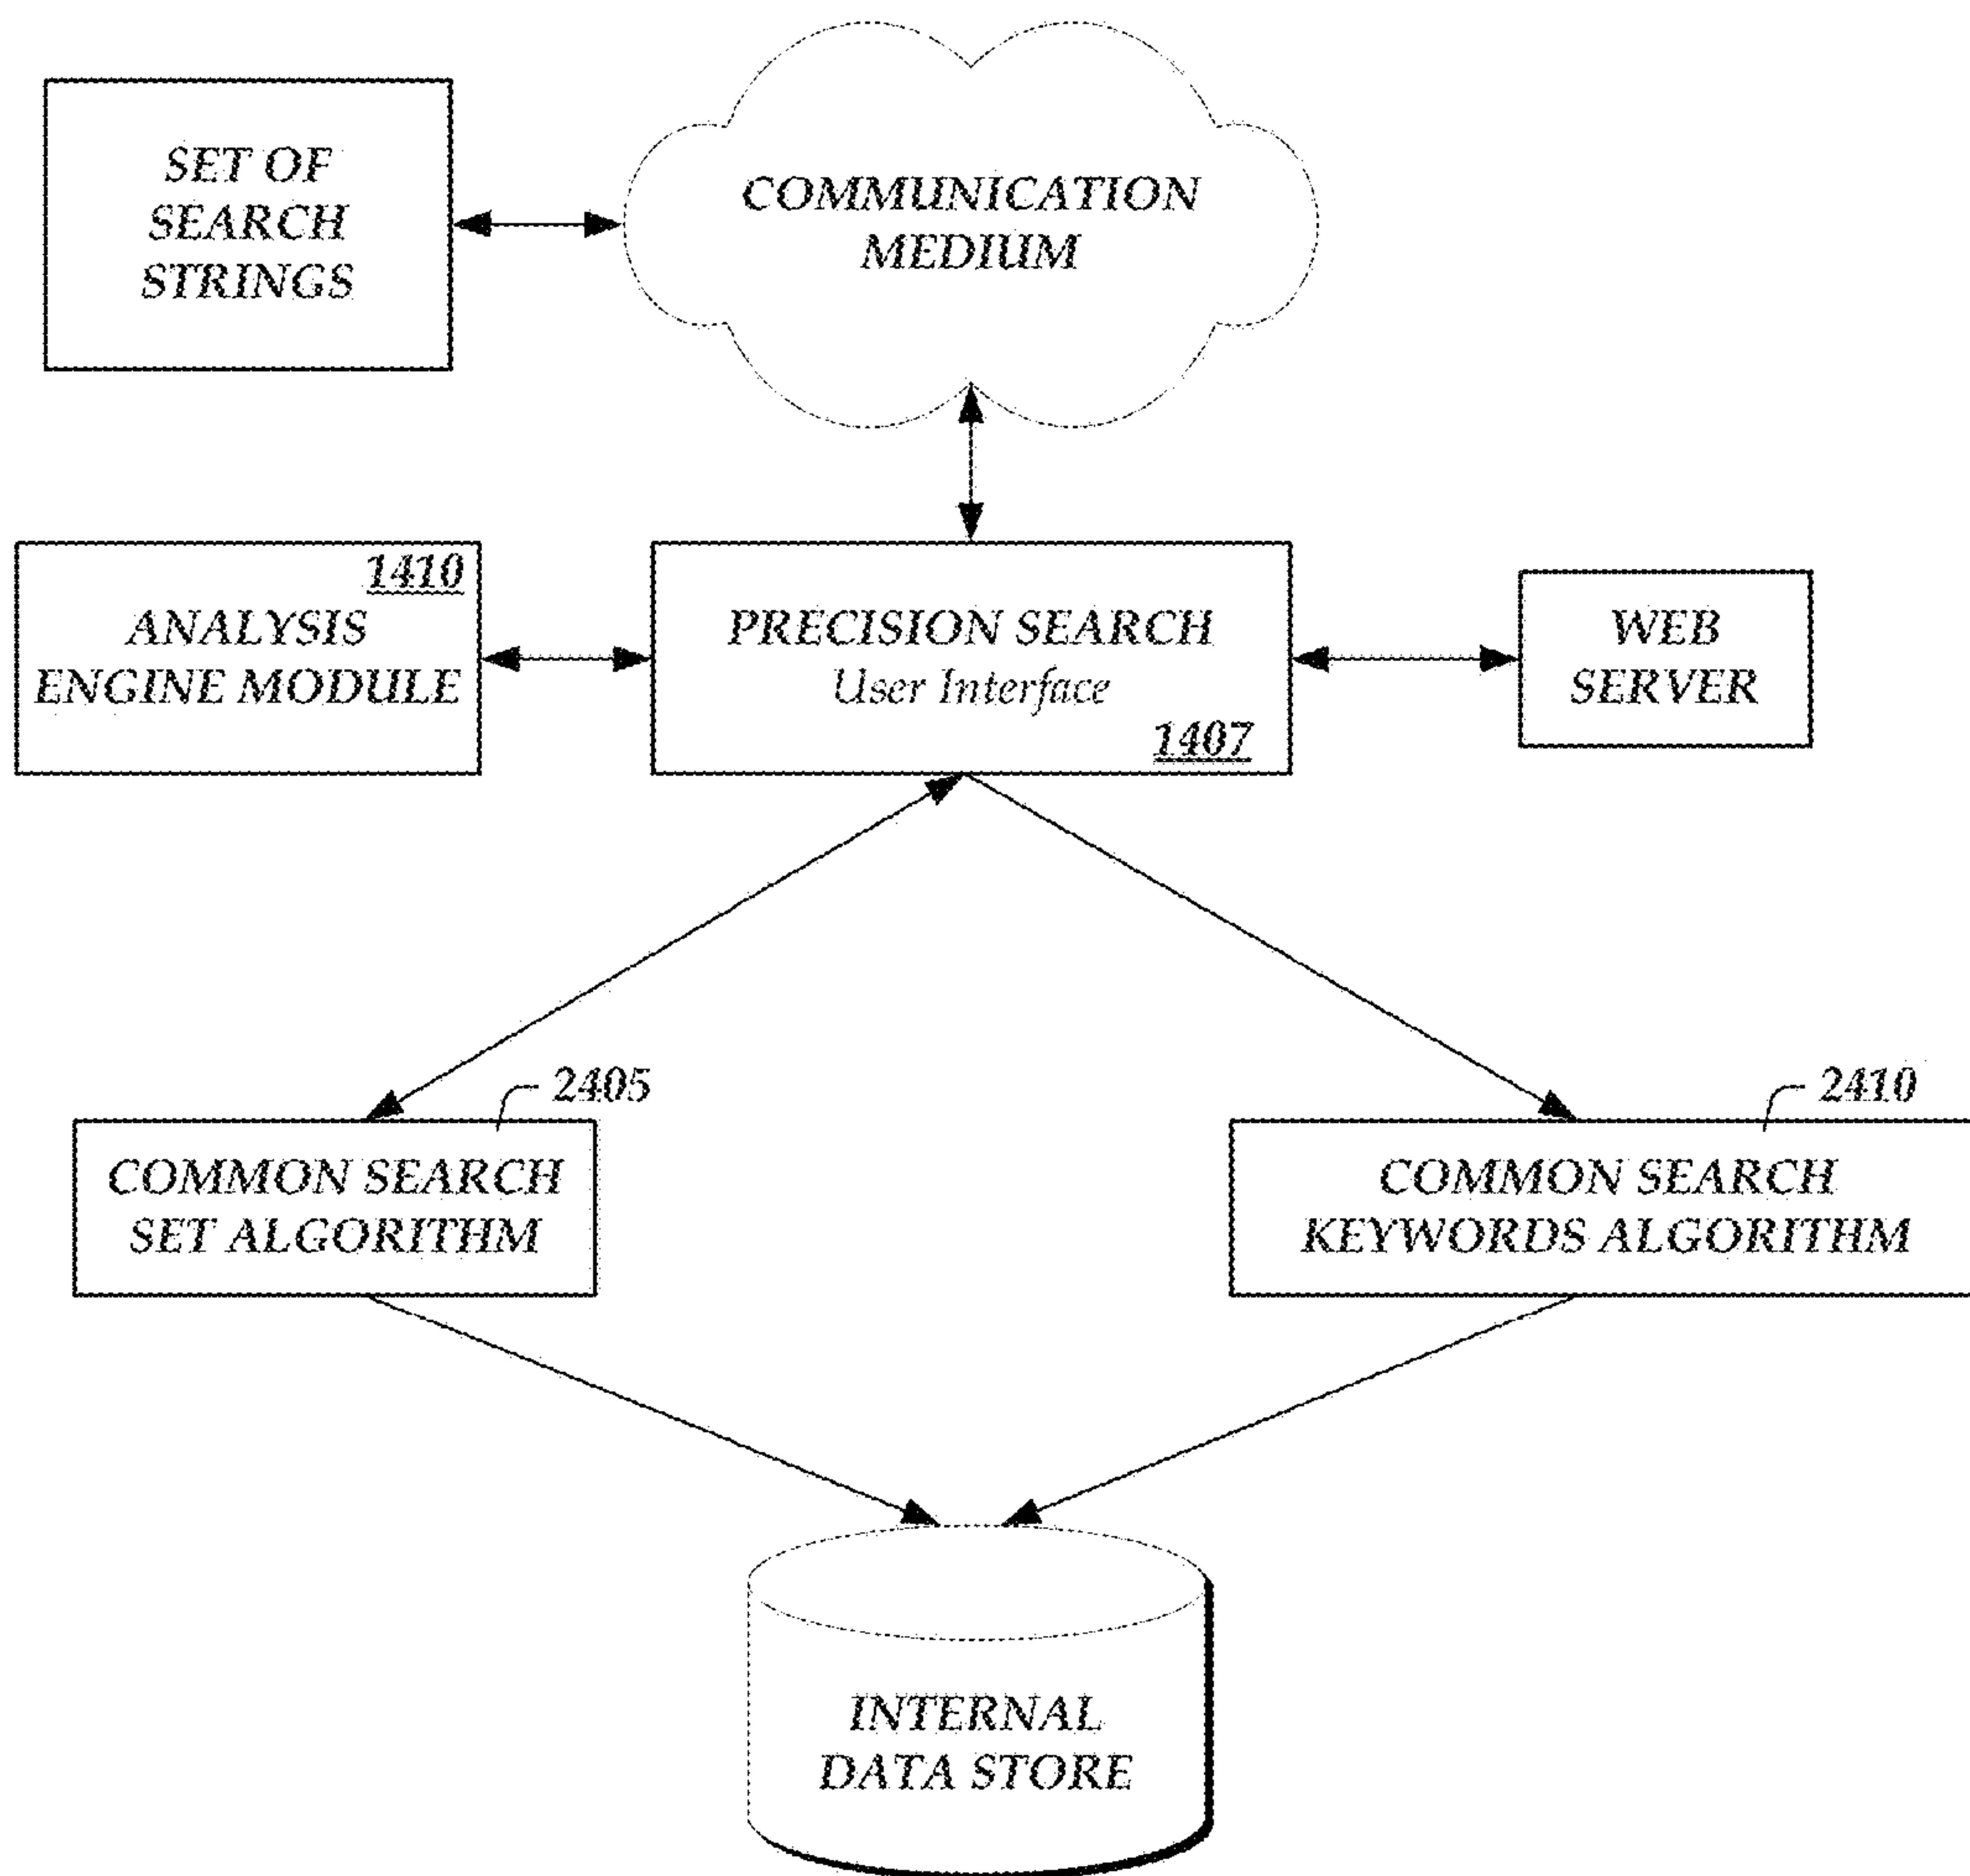 SET OF
SEARCH
STRINGS
COMMUNICATION
MEDIUM
1410
ANALYSIS
ENGINE MODULE
PRECISION SEARCH
User Interface
1407
WEB
SERVER
2405
COMMON SEARCH
SET ALGORITHM
2410
COMMON SEARCH
KEYWORDS ALGORITHM
INTERNAL
DATA STORE